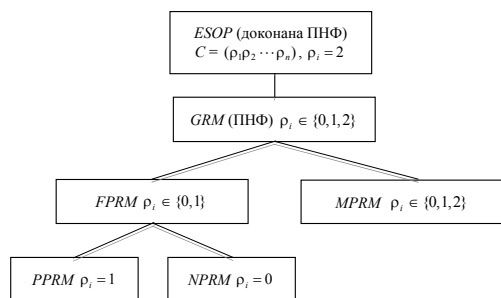 ESOP (доконана ПНФ)
C = (ρ₁ρ₂ ⋯ρₙ), ρᵢ = 2
GRM (ПНФ) ρᵢ ∈ {0,1,2}
FPRM ρᵢ ∈ {0,1}
MPRM ρᵢ ∈ {0,1,2}
PPRM ρᵢ = 1
NPRM ρᵢ = 0